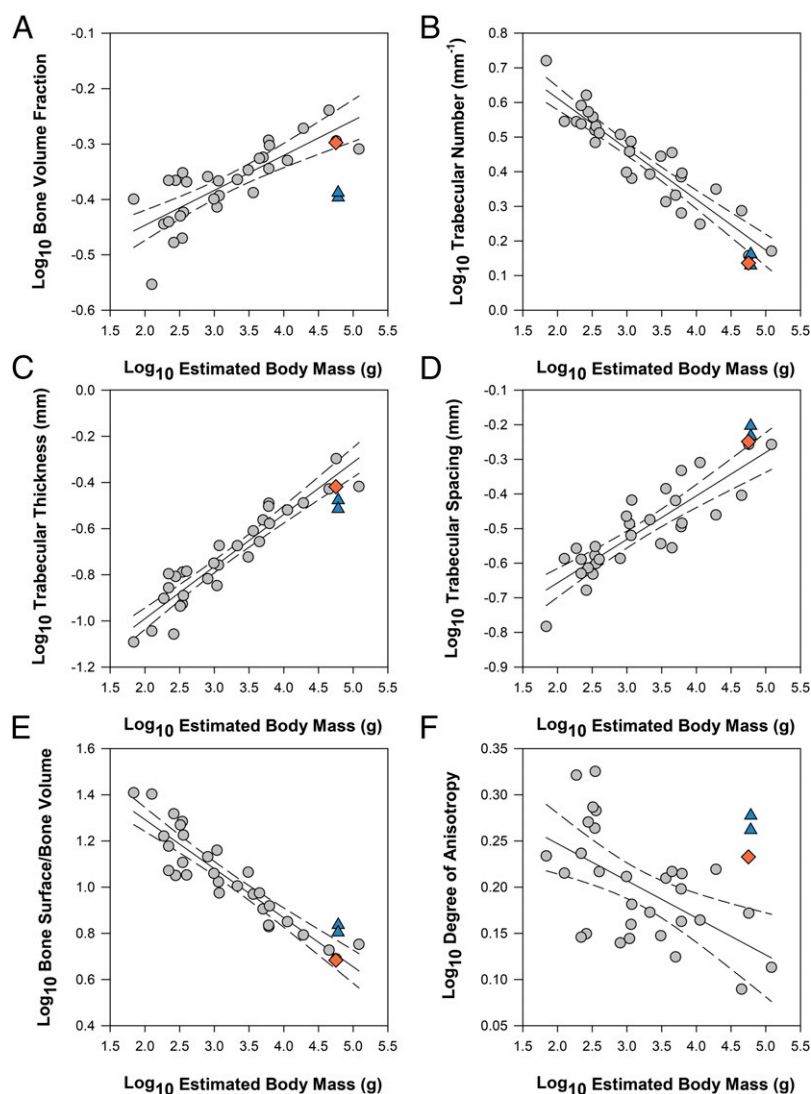 A
B
Log10 Bone Volume Fraction
-0.1
-0.2
-0.3
-0.4
-0.5
-0.6
1.5 2.0 2.5 3.0 3.5 4.0 4.5 5.0 5.5
Log10 Estimated Body Mass (g)
Log10 Trabecular Number (mm-1)
0.8
0.7
0.6
0.5
0.4
0.3
0.2
0.1
0.0
1.5 2.0 2.5 3.0 3.5 4.0 4.5 5.0 5.5
Log10 Estimated Body Mass (g)
C
D
Log10 Trabecular Thickness (mm)
0.0
-0.2
-0.4
-0.6
-0.8
-1.0
-1.2
1.5 2.0 2.5 3.0 3.5 4.0 4.5 5.0 5.5
Log10 Estimated Body Mass (g)
Log10 Trabecular Spacing (mm)
-0.1
-0.2
-0.3
-0.4
-0.5
-0.6
-0.7
-0.8
-0.9
1.5 2.0 2.5 3.0 3.5 4.0 4.5 5.0 5.5
Log10 Estimated Body Mass (g)
E
F
Log10 Bone Surface/Bone Volume
1.6
1.4
1.2
1.0
0.8
0.6
0.4
1.5 2.0 2.5 3.0 3.5 4.0 4.5 5.0 5.5
Log10 Estimated Body Mass (g)
Log10 Degree of Anisotropy
0.35
0.30
0.25
0.20
0.15
0.10
0.05
1.5 2.0 2.5 3.0 3.5 4.0 4.5 5.0 5.5
Log10 Estimated Body Mass (g)